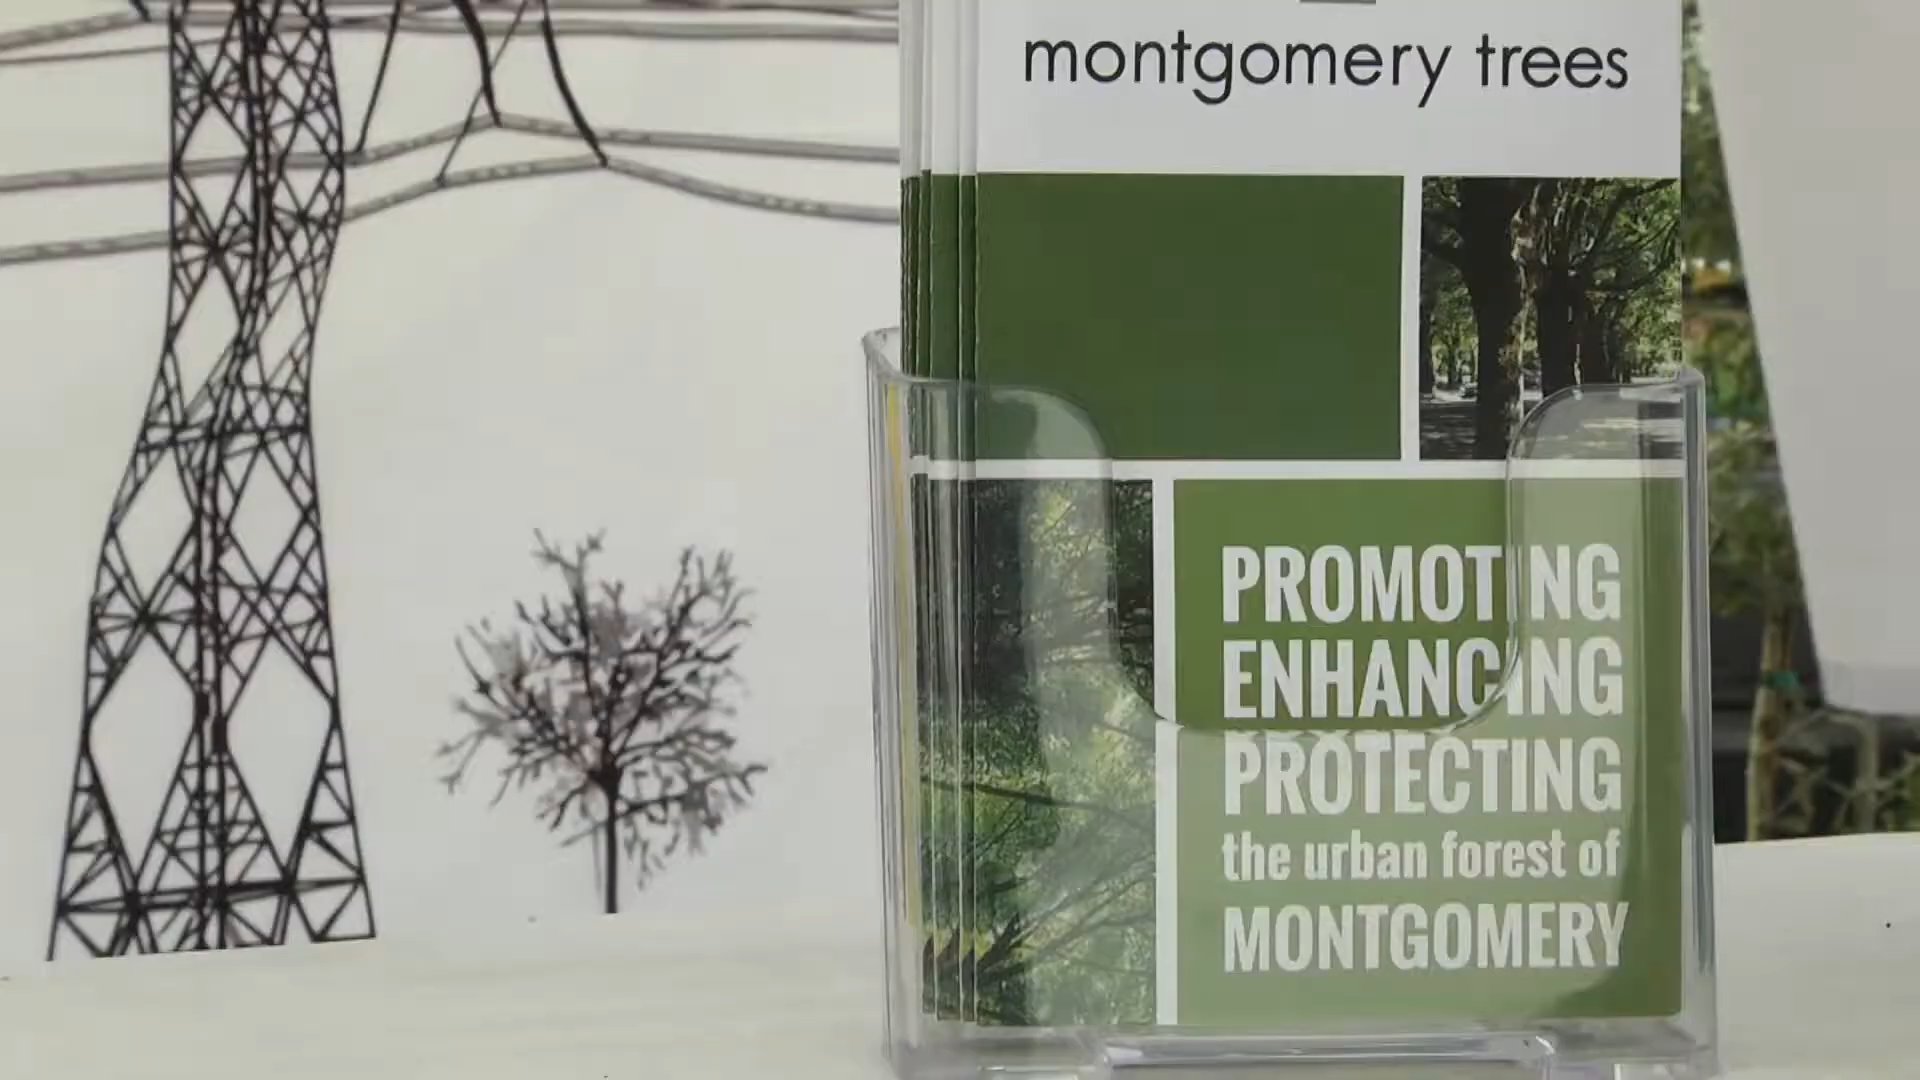 montgomery trees
PROMOTING
ENHANCING
PROTECTING
the urban forest of
MONTGOMERY